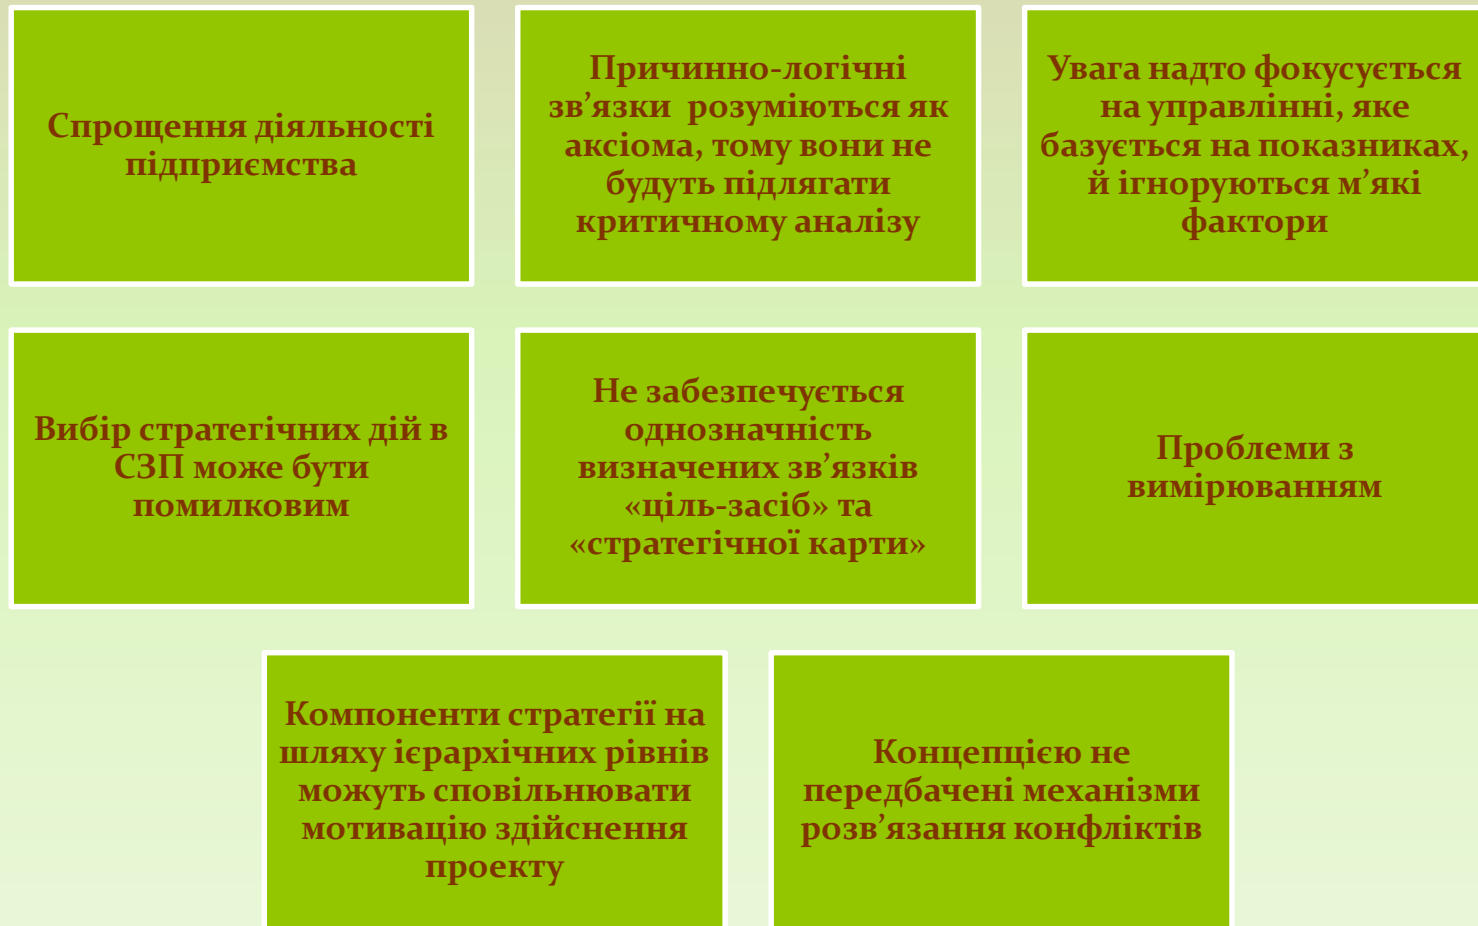 Спрощення діяльності
підприємства
Причинно-логічні
зв’язки розуміються як
аксіома, тому вони не
будуть підлягати
критичному аналізу
Увага надто фокусується
на управлінні, яке
базується на показниках,
й ігноруються м’які
фактори
Вибір стратегічних дій в
СЗП може бути
помилковим
Не забезпечується
однозначність
визначених зв’язків
«ціль-засіб» та
«стратегічної карти»
Проблеми з
вимірюванням
Компоненти стратегії на
шляху ієрархічних рівнів
можуть сповільнювати
мотивацію здійснення
проекту
Концепцією не
передбачені механізми
розв’язання конфліктів